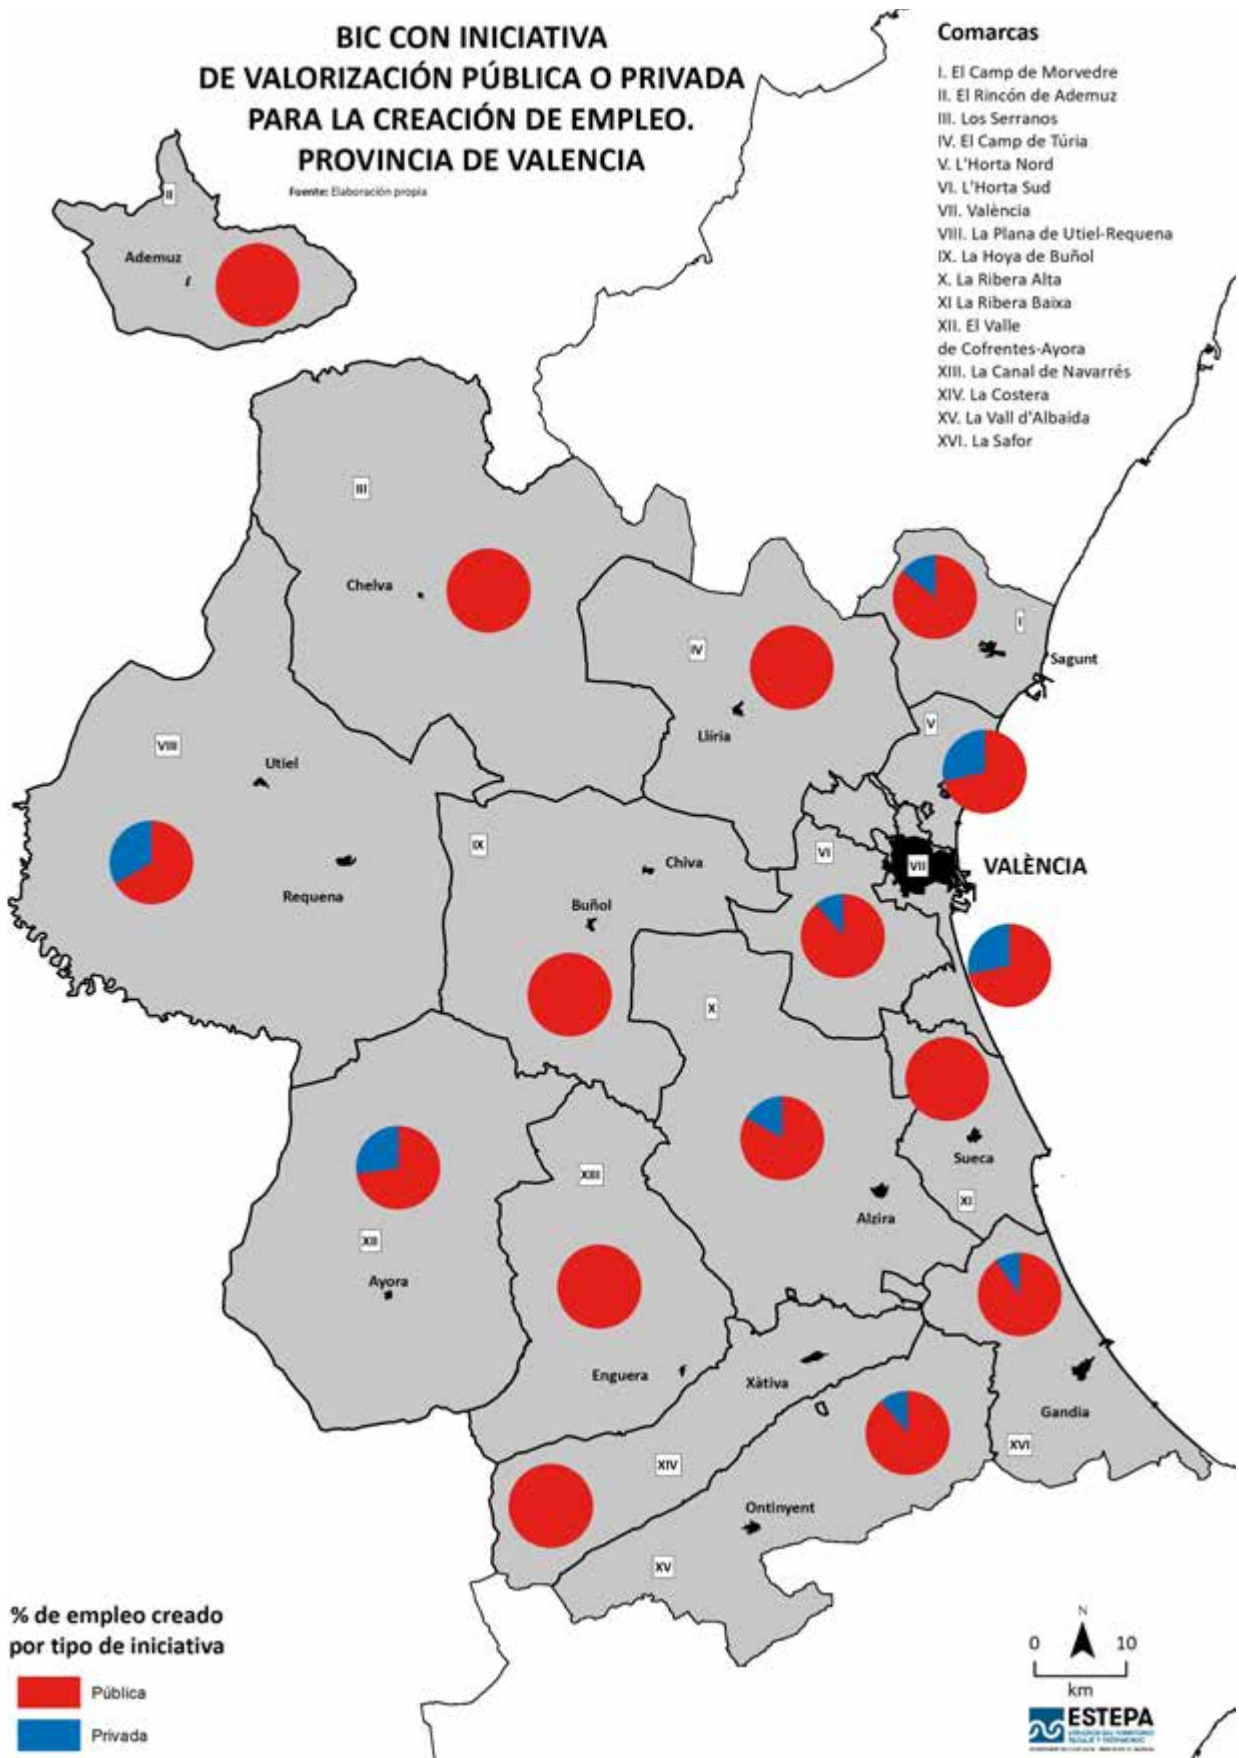 BIC CON INICIATIVA
DE VALORIZACIÓN PÚBLICA O PRIVADA
PARA LA CREACIÓN DE EMPLEO.
PROVINCIA DE VALENCIA
Fuente: Elaboración propia
Comarcas
I. El Camp de Morvedre
II. El Rincón de Ademuz
III. Los Serranos
IV. El Camp de Túria
V. L'Horta Nord
VI. L'Horta Sud
VII. València
VIII. La Plana de Utiel-Requena
IX. La Hoya de Buñol
X. La Ribera Alta
XI La Ribera Baixa
XII. El Valle
de Cofrentes-Ayora
XIII. La Canal de Navarrés
XIV. La Costera
XV. La Vall d'Albaida
XVI. La Safor
II
Ademuz
III
Chelva
I
Sagunt
IV
Llíria
V
VIII
Utiel
Requena
IX
Chiva
Buñol
VI
VII
VALÈNCIA
X
Alzira
Sueca
XI
XII
Ayora
XIII
Enguera
Xàtiva
XIV
Gandia
XVI
Ontinyent
XV
% de empleo creado
por tipo de iniciativa
Pública
Privada
N
0 10
km
ESTEPA